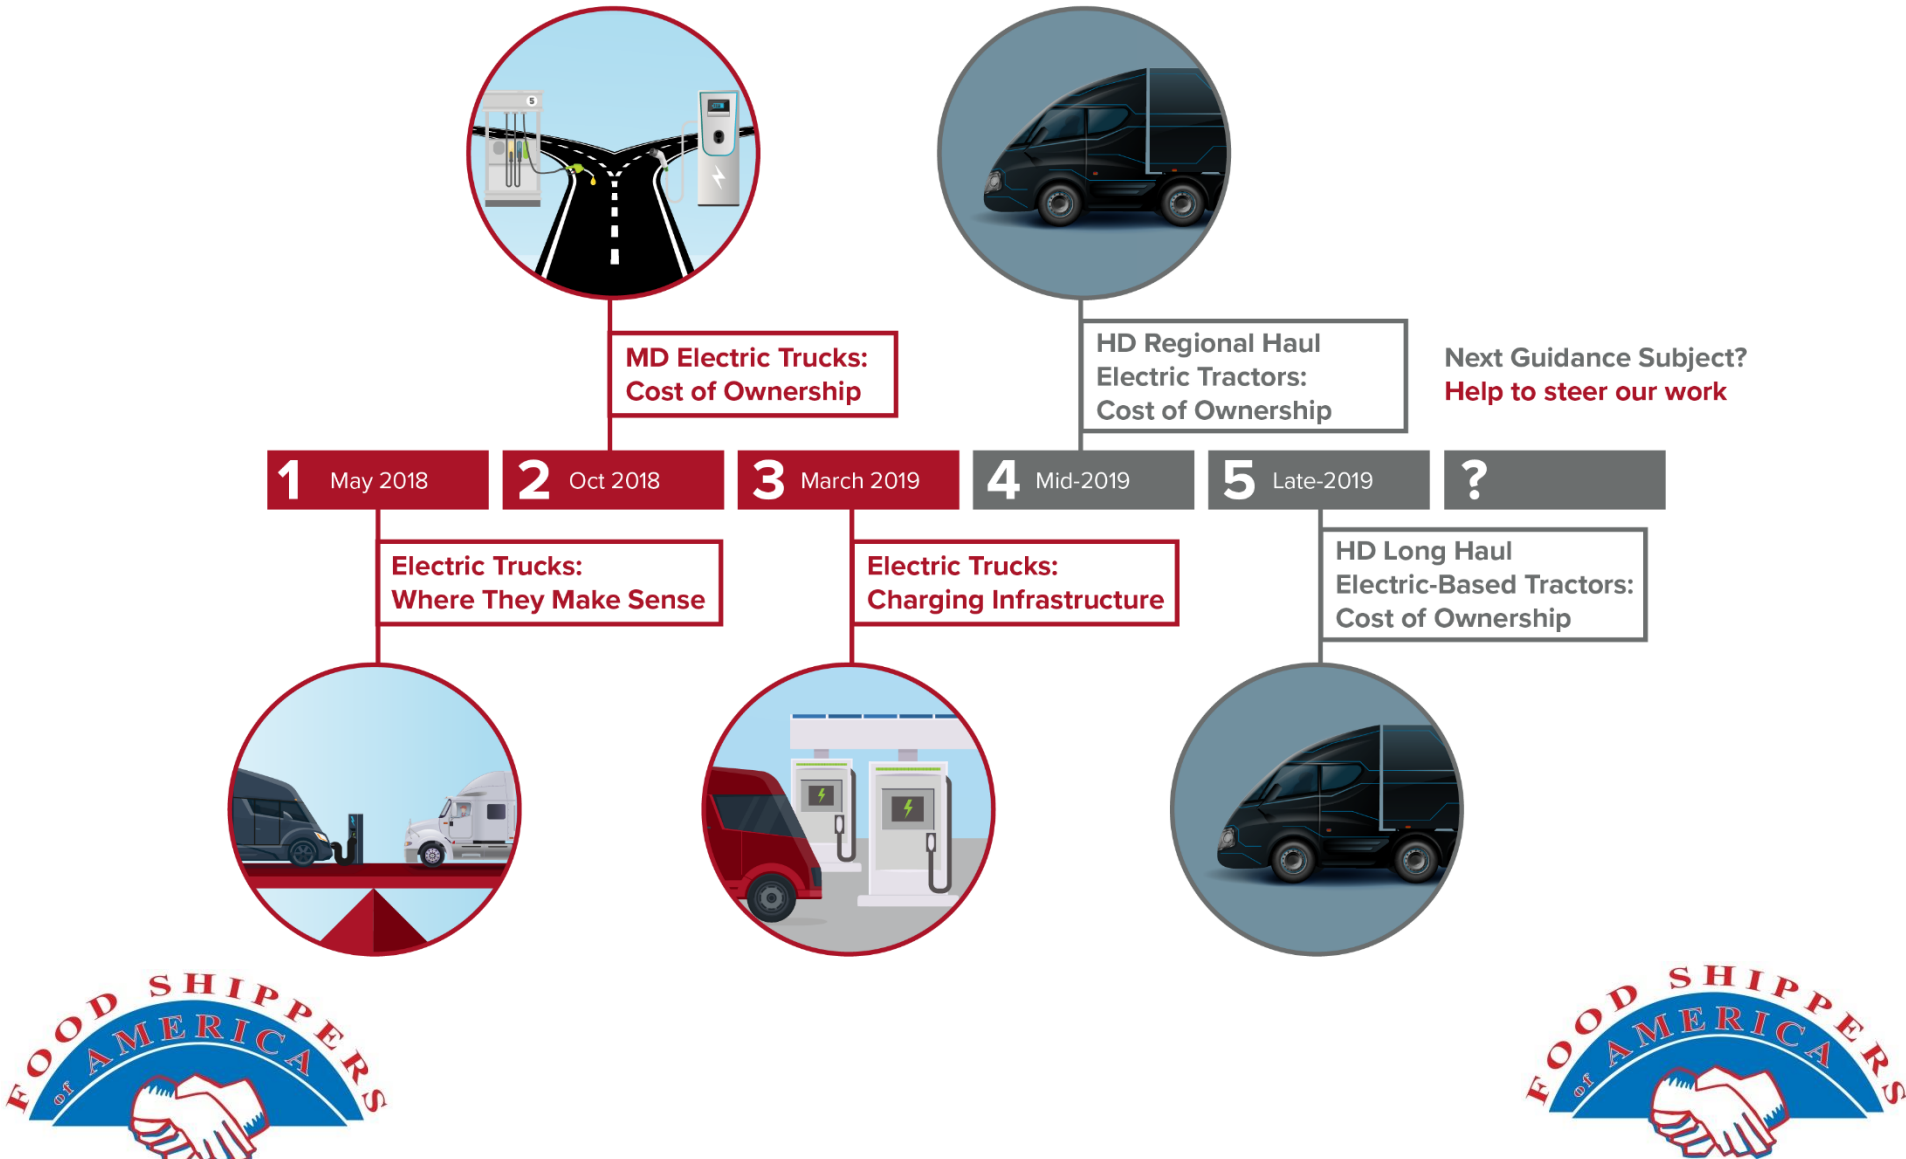 5
MD Electric Trucks:
Cost of Ownership
HD Regional Haul
Electric Tractors:
Cost of Ownership
Next Guidance Subject?
Help to steer our work
1 May 2018
2 Oct 2018
3 March 2019
4 Mid-2019
5 Late-2019
?
Electric Trucks:
Where They Make Sense
Electric Trucks:
Charging Infrastructure
HD Long Haul
Electric-Based Tractors:
Cost of Ownership
FOOD SHIPPERS
of AMERICA
FOOD SHIPPERS
of AMERICA